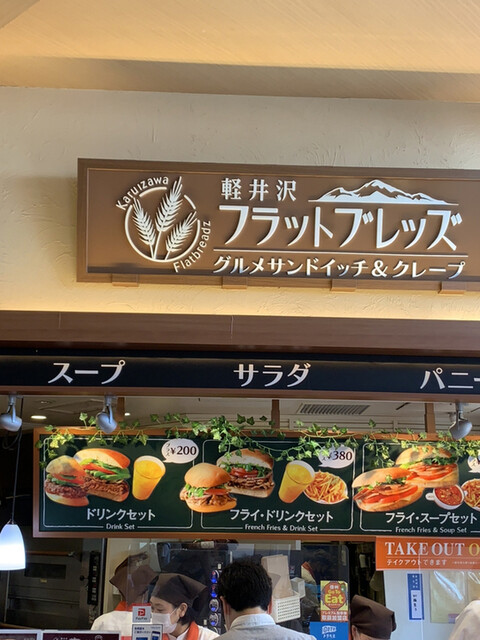 Karuizawa
Flatbreadz
軽井沢
フラットブレッズ
グルメサンドイッチ&クレープ
スープ サラダ パニー
¥200
380
ドリンクセット
Drink Set
フライ・ドリンクセット
French Fries & Drink Set
フライ・スープセット
French Fries & Soup Set
TAKE OUT O
テイクアウトできます
PayPay
Go To
Eat